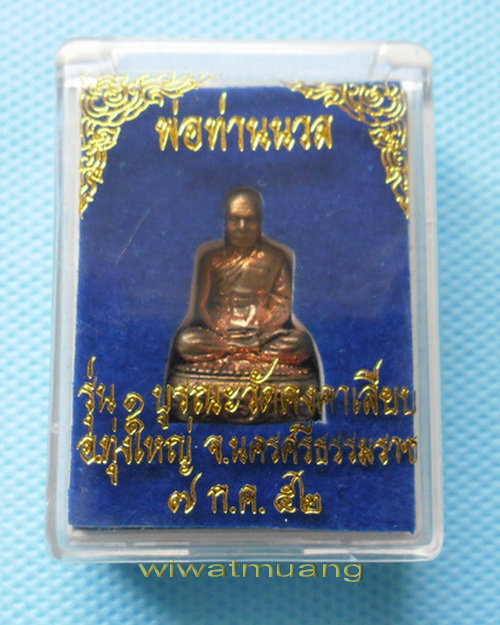 พ่อท่านนวล
รุ่น ๑ บูรณะวัดคงคาเสียบ
อ.ทุ่งใหญ่ จ.นครศรีธรรมราช
๗ ก.ค. ๕๒
wiwatmuang